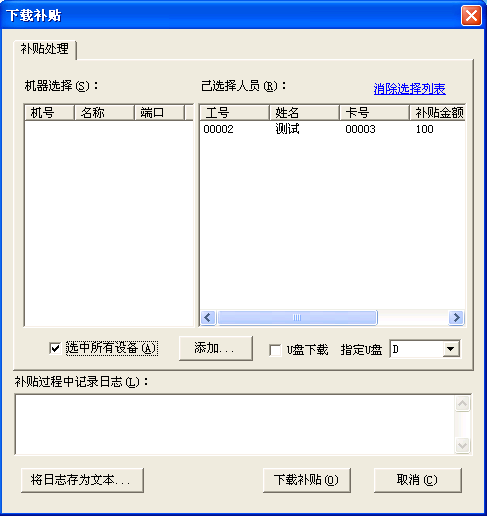 下载补贴
补贴处理
机器选择(S)：
己选择人员(R)：
消除选择列表
机号 名称 端口
工号 姓名 卡号 补贴金额
00002 测试 00003 100
选中所有设备(A)
添加...
U盘下载
指定U盘
D
补贴过程中记录日志(L)：
将日志存为文本...
下载补贴(O)
取消(C)